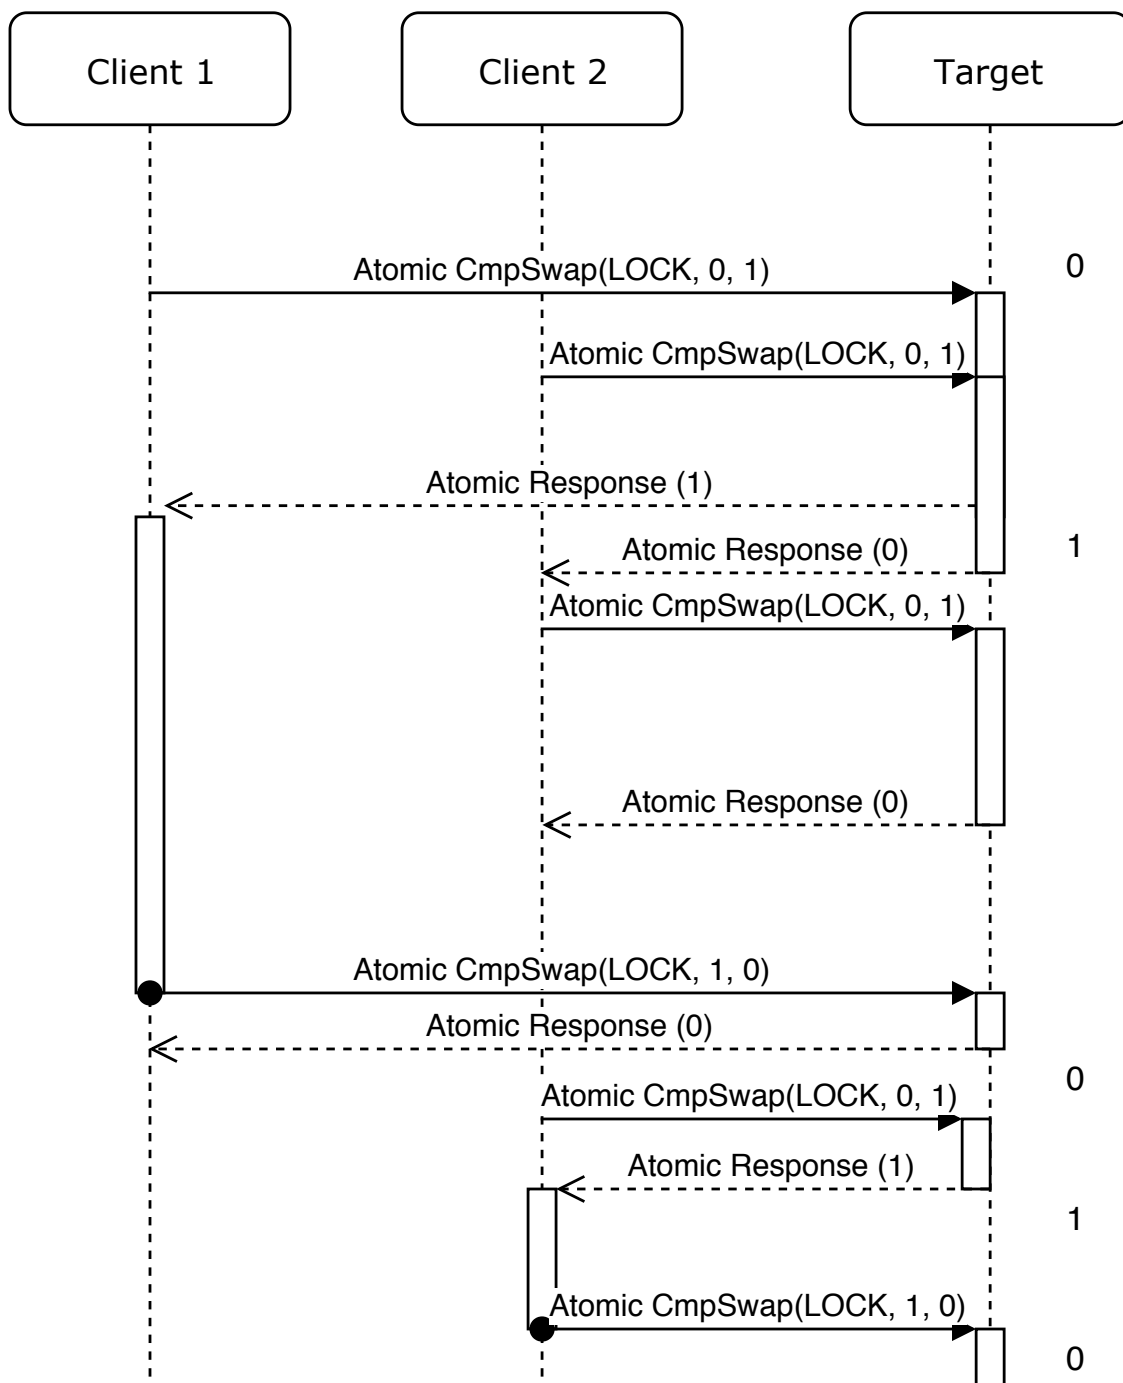 Client 1
Client 2
Target
0
Atomic CmpSwap(LOCK, 0, 1)
Atomic CmpSwap(LOCK, 0, 1)
Atomic Response (1)
1
Atomic Response (0)
Atomic CmpSwap(LOCK, 0, 1)
Atomic Response (0)
Atomic CmpSwap(LOCK, 1, 0)
Atomic Response (0)
0
Atomic CmpSwap(LOCK, 0, 1)
Atomic Response (1)
1
Atomic CmpSwap(LOCK, 1, 0)
0